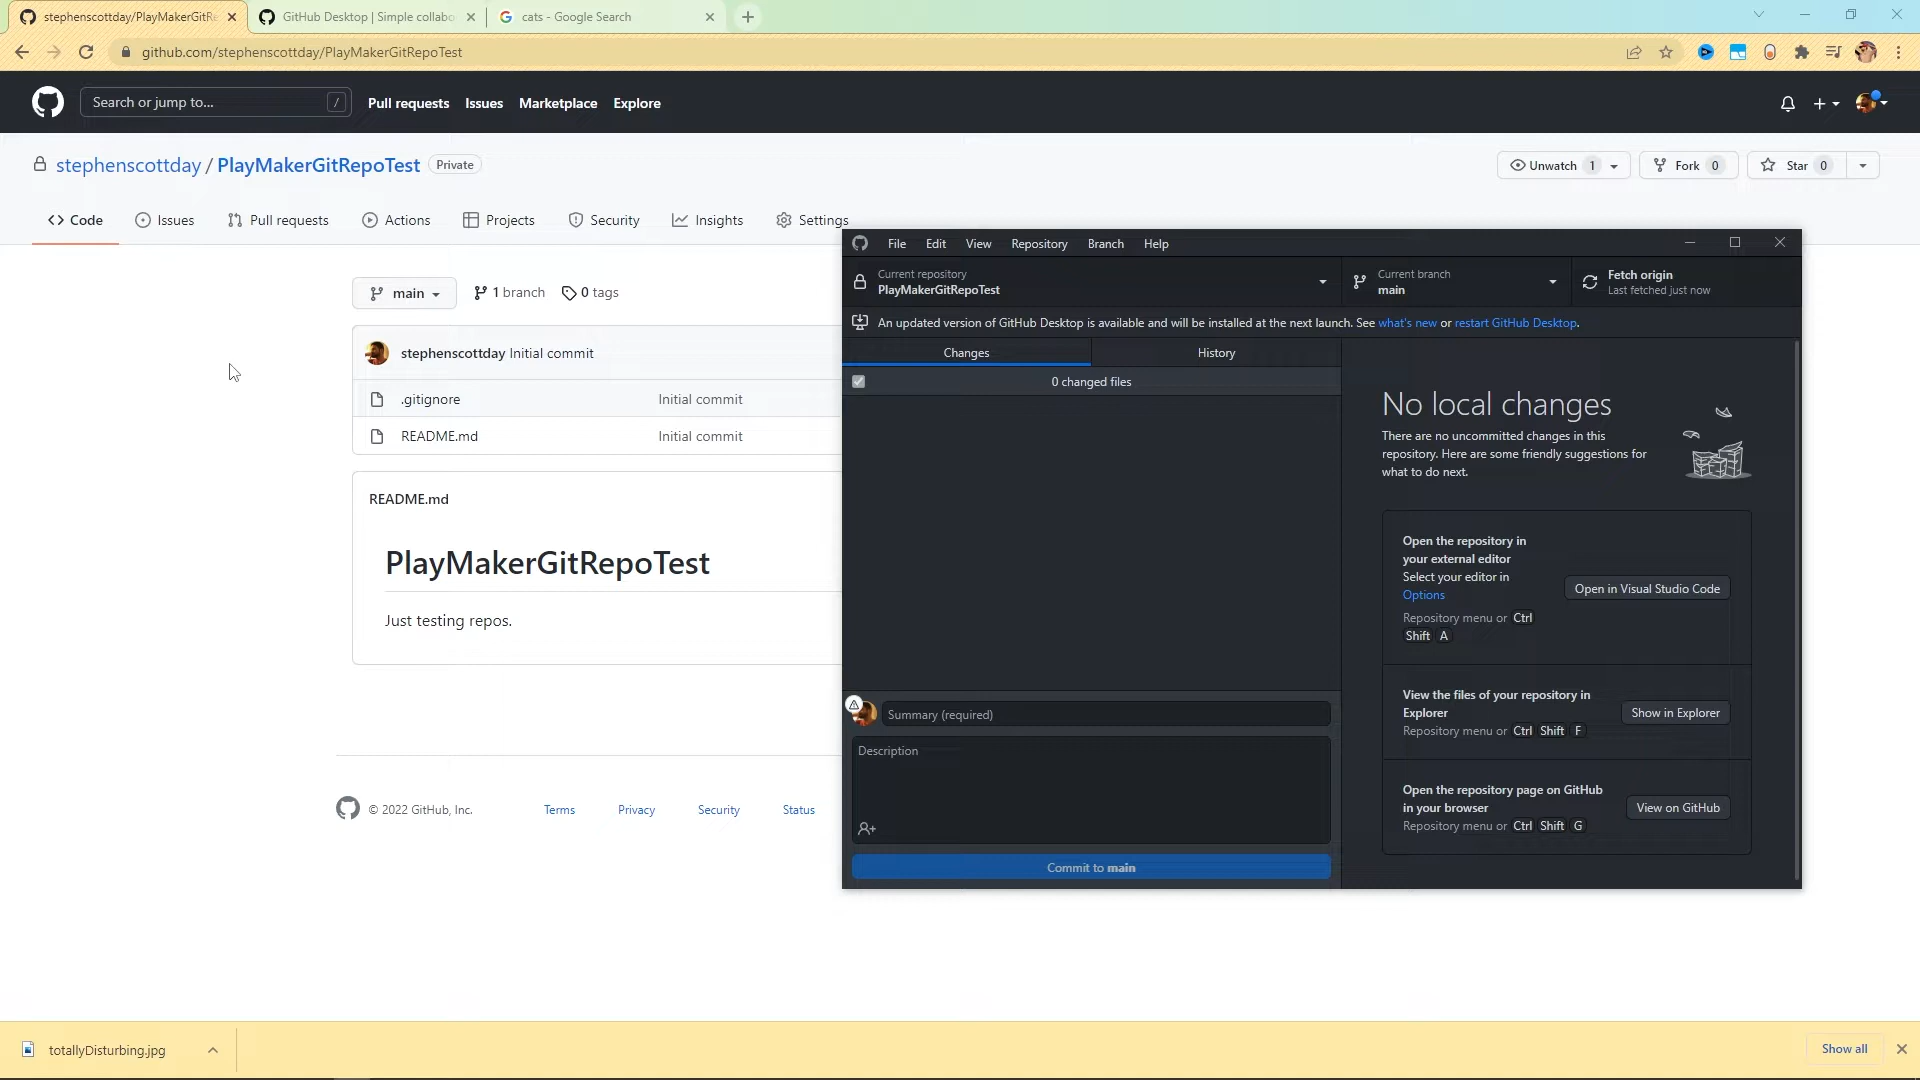 stephenscottday/PlayMakerGitRe
GitHub Desktop | Simple collabo
cats - Google Search
github.com/stephenscottday/PlayMakerGitRepoTest
Search or jump to...
/
Pull requests
Issues
Marketplace
Explore
stephenscottday / PlayMakerGitRepoTest
Private
Unwatch 1
Fork 0
Star 0
Code
Issues
Pull requests
Actions
Projects
Security
Insights
Settings
main
1 branch
0 tags
stephenscottday Initial commit
.gitignore
Initial commit
README.md
Initial commit
README.md
PlayMakerGitRepoTest
Just testing repos.
© 2022 GitHub, Inc.
Terms
Privacy
Security
Status
File
Edit
View
Repository
Branch
Help
Current repository
PlayMakerGitRepoTest
Current branch
main
Fetch origin
Last fetched just now
An updated version of GitHub Desktop is available and will be installed at the next launch. See what's new or restart GitHub Desktop.
Changes
History
0 changed files
Summary (required)
Description
Commit to main
No local changes
There are no uncommitted changes in this
repository. Here are some friendly suggestions for
what to do next.
Open the repository in
your external editor
Select your editor in
Options
Repository menu or Ctrl
Shift A
Open in Visual Studio Code
View the files of your repository in
Explorer
Repository menu or Ctrl Shift F
Show in Explorer
Open the repository page on GitHub
in your browser
Repository menu or Ctrl Shift G
View on GitHub
totallyDisturbing.jpg
Show all